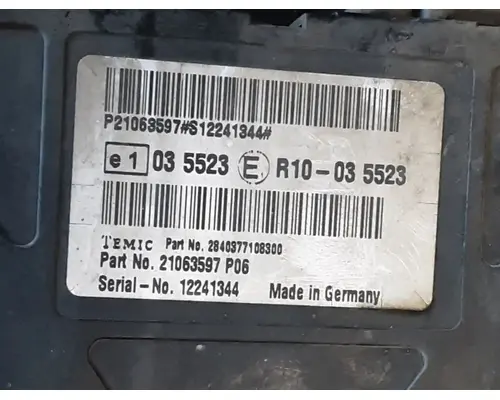 P21063597#S12241344#
e1 03 5523 E R10-03 5523
TEMIC Part No. 2840377108300
Part No. 21063597 P06
Serial-No. 12241344 Made in Germany